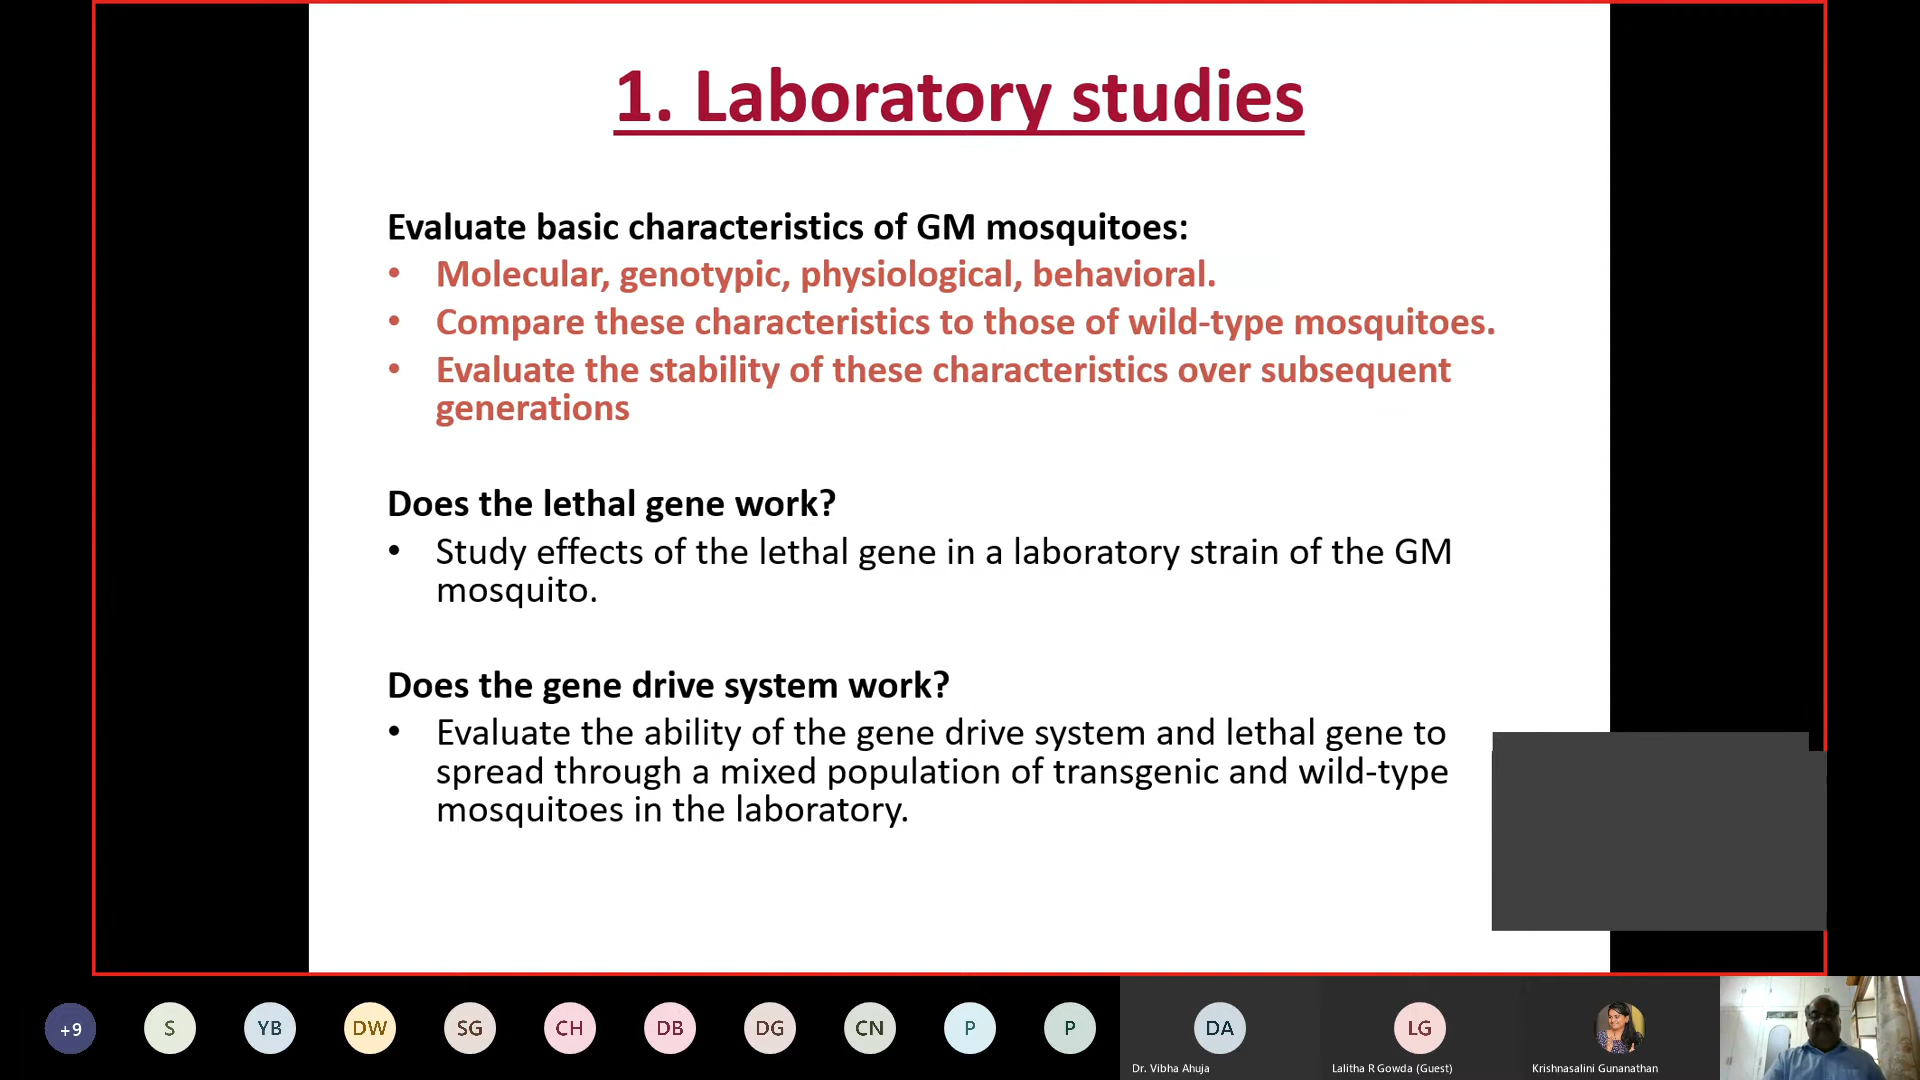 1. Laboratory studies
Evaluate basic characteristics of GM mosquitoes:
• Molecular, genotypic, physiological, behavioral.
• Compare these characteristics to those of wild-type mosquitoes.
• Evaluate the stability of these characteristics over subsequent
generations
Does the lethal gene work?
• Study effects of the lethal gene in a laboratory strain of the GM
mosquito.
Does the gene drive system work?
• Evaluate the ability of the gene drive system and lethal gene to
spread through a mixed population of transgenic and wild-type
mosquitoes in the laboratory.
+9 S YB DW SG CH DB DG CN P P DA LG
Dr. Vibha Ahuja Lalitha R Gowda (Guest) Krishnasalini Gunanathan